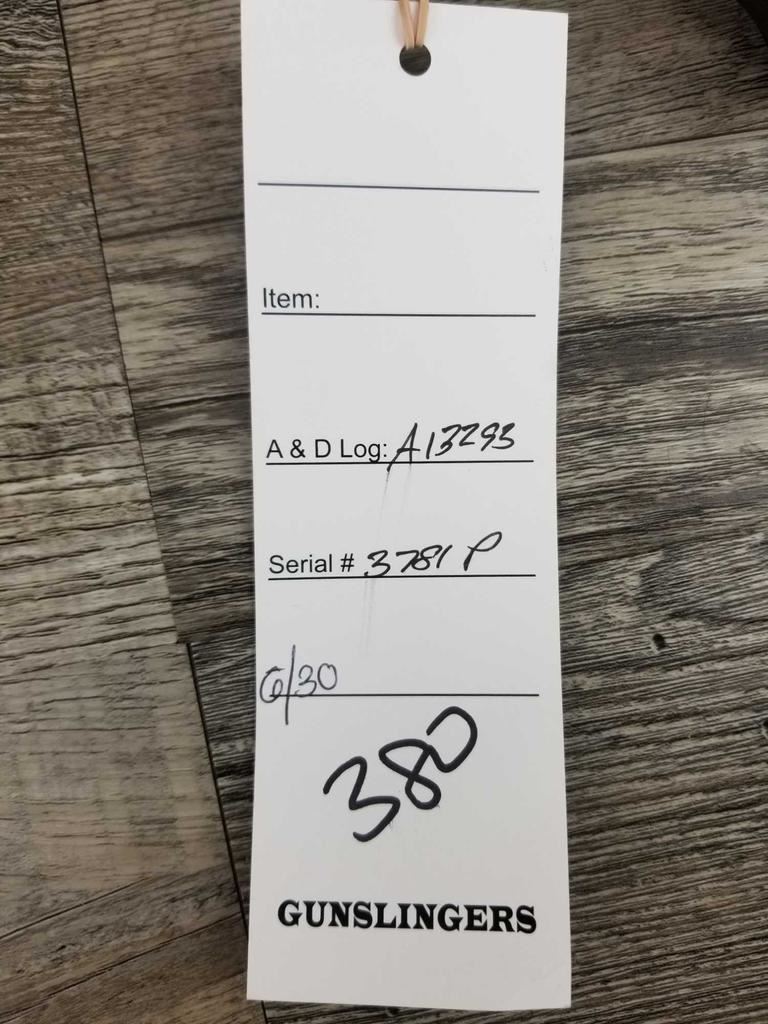 Item:
A & D Log: A13293
Serial # 3781 P
6/30
380
GUNSLINGERS